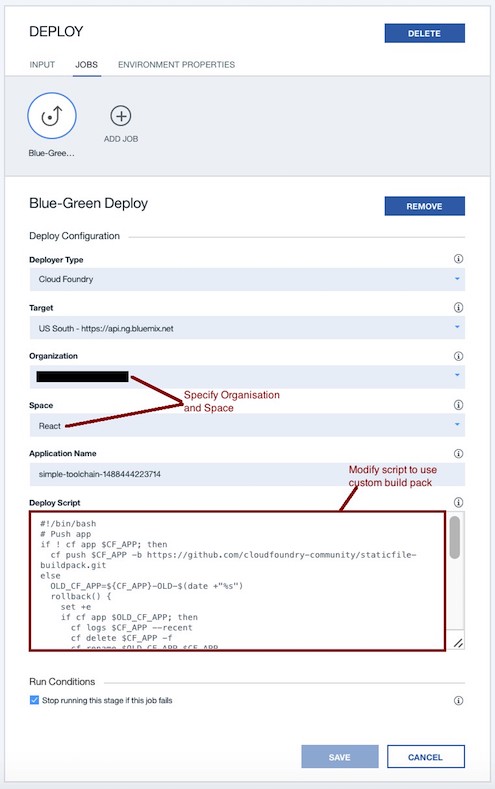 DEPLOY
DELETE
INPUT JOBS ENVIRONMENT PROPERTIES
Blue-Gree...
ADD JOB
Blue-Green Deploy
REMOVE
Deploy Configuration
Deployer Type
Cloud Foundry
Target
US South - https://api.ng.bluemix.net
Organization
Specify Organisation
and Space
Space
React
Application Name
simple-toolchain-1488444223714
Modify script to use
custom build pack
Deploy Script
#!/bin/bash
# Push app
if ! cf app $CF_APP; then
cf push $CF_APP -b https://github.com/cloudfoundry-community/staticfile-
buildpack.git
else
OLD_CF_APP=${CF_APP}-OLD-$(date +"%s")
rollback() {
set +e
if cf app $OLD_CF_APP; then
cf logs $CF_APP --recent
cf delete $CF_APP -f
cf rename $OLD_CF_APP $CF_APP
Run Conditions
Stop running this stage if this job fails
SAVE
CANCEL